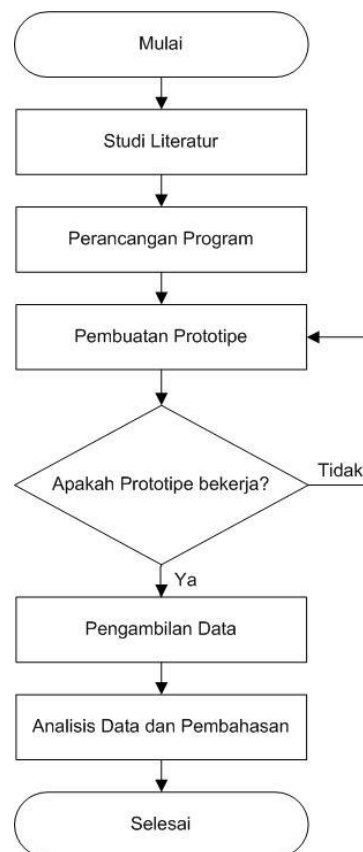 Mulai
Studi Literatur
Perancangan Program
Pembuatan Prototipe
Apakah Prototipe bekerja?
Tidak
Ya
Pengambilan Data
Analisis Data dan Pembahasan
Selesai